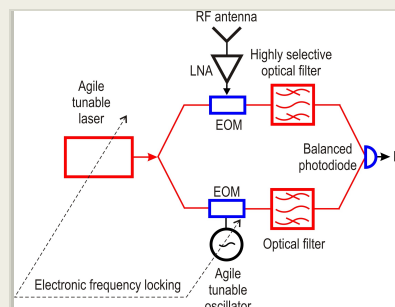 RF antenna
LNA
Highly selective
optical filter
Agile
tunable
laser
EOM
Balanced
photodiode
EOM
Optical filter
Agile
tunable
oscillator
Electronic frequency locking